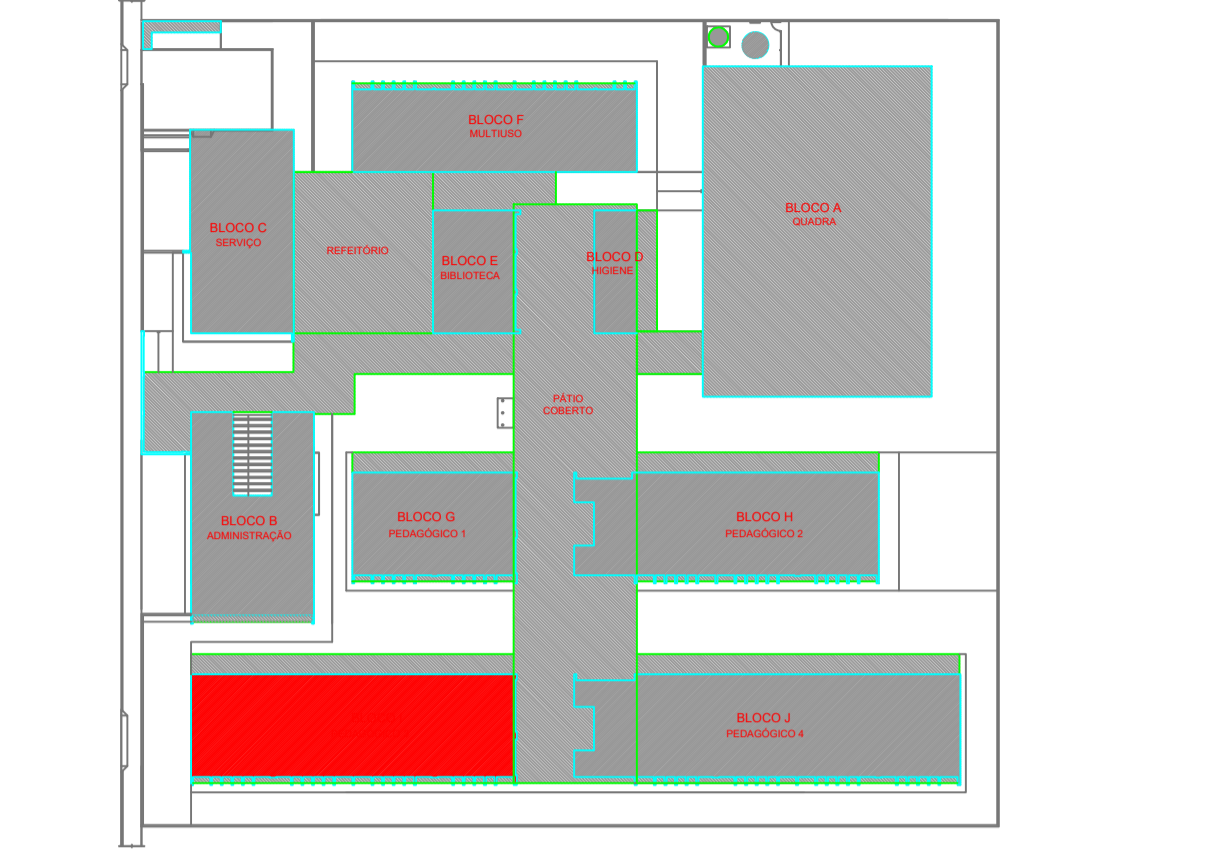 BLOCO F
MULTIUSO
BLOCO A
QUADRA
BLOCO C
SERVIÇO
REFEITÓRIO
BLOCO E
BIBLIOTECA
BLOCO D
HIGIENE
PÁTIO
COBERTO
BLOCO B
ADMINISTRAÇÃO
BLOCO G
PEDAGÓGICO 1
BLOCO H
PEDAGÓGICO 2
BLOCO J
PEDAGÓGICO 4